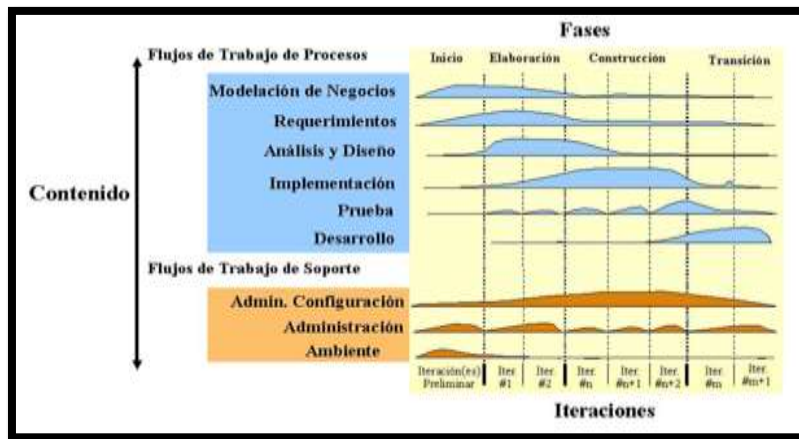 Fases
Flujos de Trabajo de Procesos
Inicio Elaboración Construcción Transición
Modelación de Negocios
Requerimientos
Análisis y Diseño
Implementación
Prueba
Desarrollo
Contenido
Flujos de Trabajo de Soporte
Admin. Configuración
Administración
Ambiente
Iteración(es) Iter. Iter. Iter. Iter. Iter. Iter. Iter.
Preliminar #1 #2 #n #n+1 #n+2 #m #m+1
Iteraciones